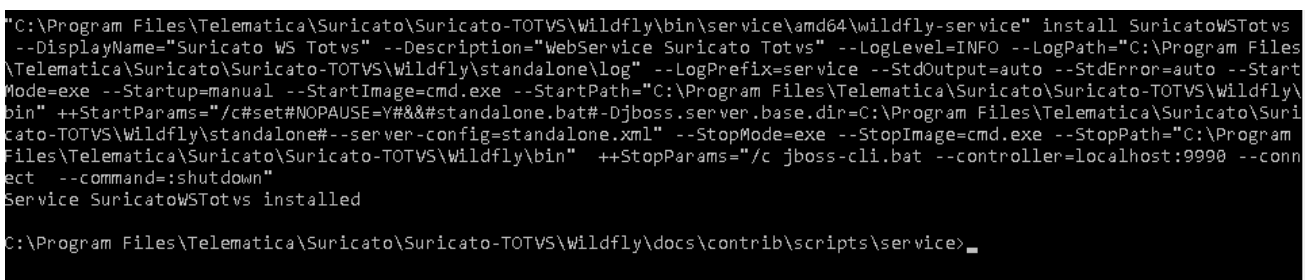 "C:\Program Files\Telematica\Suricato\Suricato-TOTVS\Wildfly\bin\service\amd64\wildfly-service" install SuricatoWSTotvs
 --DisplayName="Suricato WS Totvs" --Description="WebService Suricato Totvs" --LogLevel=INFO --LogPath="C:\Program Files
\Telematica\Suricato\Suricato-TOTVS\Wildfly\standalone\log" --LogPrefix=service --StdOutput=auto --StdError=auto --Start
Mode=exe --Startup=manual --StartImage=cmd.exe --StartPath="C:\Program Files\Telematica\Suricato\Suricato-TOTVS\Wildfly\
bin" ++StartParams="/c#set#NOPAUSE=Y#&&#standalone.bat#-Djboss.server.base.dir=C:\Program Files\Telematica\Suricato\Suri
cato-TOTVS\Wildfly\standalone#--server-config=standalone.xml" --StopMode=exe --StopImage=cmd.exe --StopPath="C:\Program
Files\Telematica\Suricato\Suricato-TOTVS\Wildfly\bin"  ++StopParams="/c jboss-cli.bat --controller=localhost:9990 --conn
ect  --command=:shutdown"
Service SuricatoWSTotvs installed
C:\Program Files\Telematica\Suricato\Suricato-TOTVS\Wildfly\docs\contrib\scripts\service>_